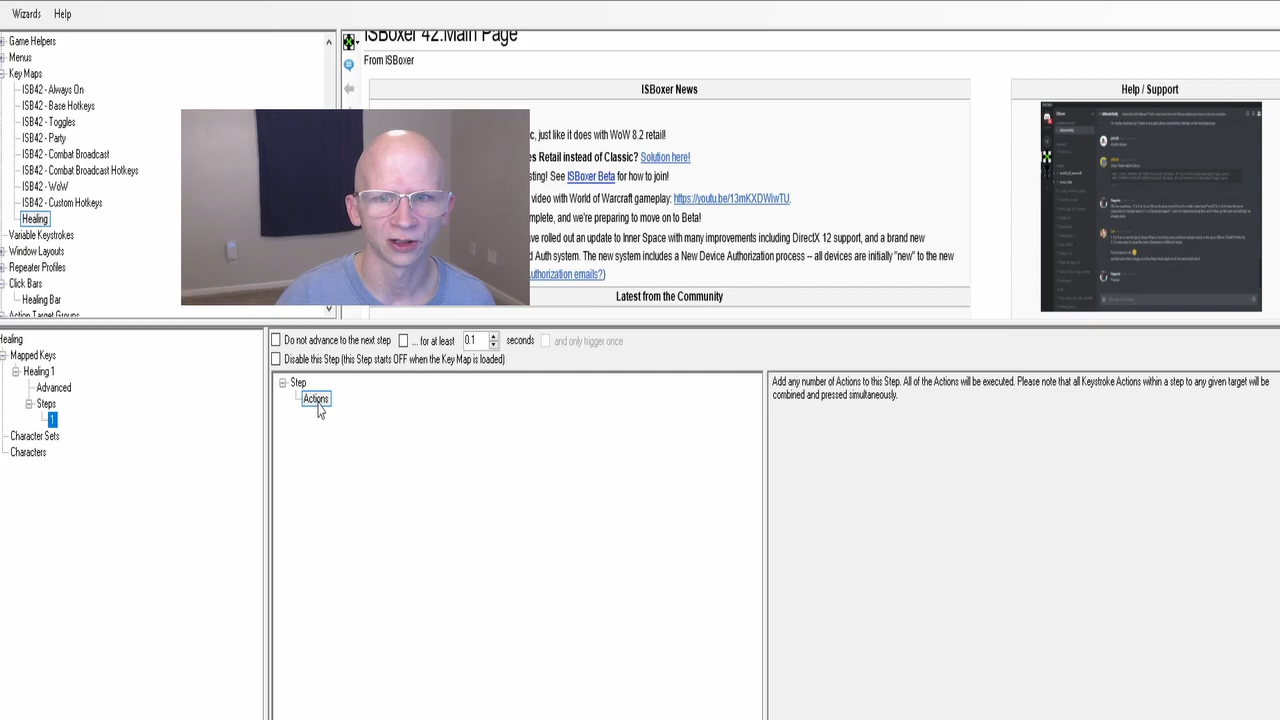 Wizards Help
Game Helpers
Menus
Key Maps
ISB42 - Always On
ISB42 - Base Hotkeys
ISB42 - Toggles
ISB42 - Party
ISB42 - Combat Broadcast
ISB42 - Combat Broadcast Hotkeys
ISB42 - WoW
ISB42 - Custom Hotkeys
Healing
Variable Keystrokes
Window Layouts
Repeater Profiles
Click Bars
Healing Bar
Action Target Groups
ISBoxer 42:Main Page
From ISBoxer
ISBoxer News
, just like it does with WoW 8.2 retail!
es Retail instead of Classic? Solution here!
sting! See ISBoxer Beta for how to join!
video with World of Warcraft gameplay: https://youtu.be/13mKXDWiwTU.
mplete, and we're preparing to move on to Beta!
ve rolled out an update to Inner Space with many improvements including DirectX 12 support, and a brand new
d Auth system. The new system includes a New Device Authorization process -- all devices are initially "new" to the new
uthorization emails?)
Latest from the Community
Help / Support
Healing
Mapped Keys
Healing 1
Advanced
Steps
1
Character Sets
Characters
Do not advance to the next step ... for at least 0.1 seconds and only trigger once
Disable this Step (this Step starts OFF when the Key Map is loaded)
Step
Actions
Add any number of Actions to this Step. All of the Actions will be executed. Please note that all Keystroke Actions within a step to any given target will be
combined and pressed simultaneously.